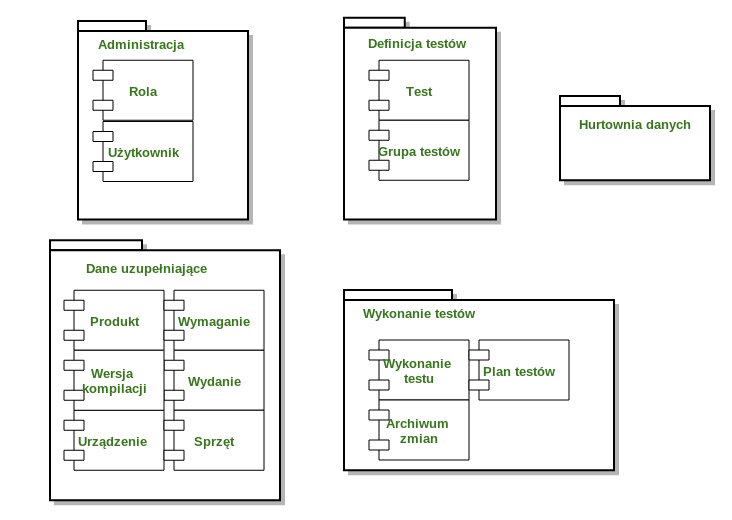 Administracja
Rola
Użytkownik
Definicja testów
Test
Grupa testów
Hurtownia danych
Dane uzupełniające
Produkt
Wymaganie
Wersja
kompilacji
Wydanie
Urządzenie
Sprzęt
Wykonanie testów
Wykonanie
testu
Plan testów
Archiwum
zmian